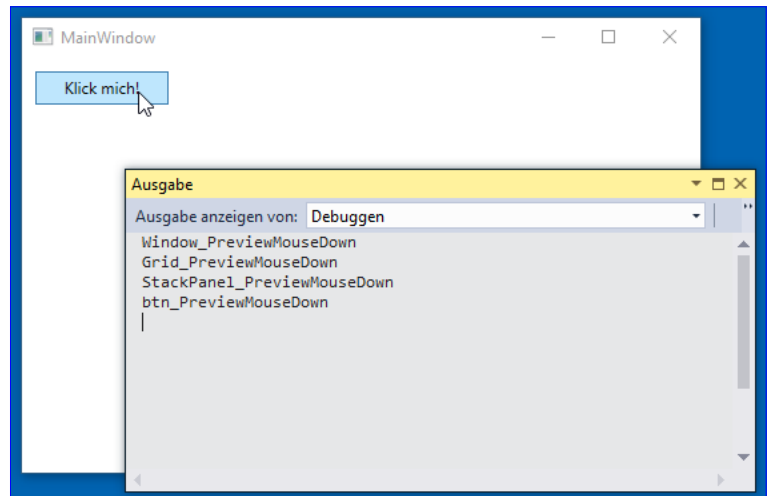 MainWindow
Klick mich!
Ausgabe
Ausgabe anzeigen von: Debuggen
Window_PreviewMouseDown
Grid_PreviewMouseDown
StackPanel_PreviewMouseDown
btn_PreviewMouseDown